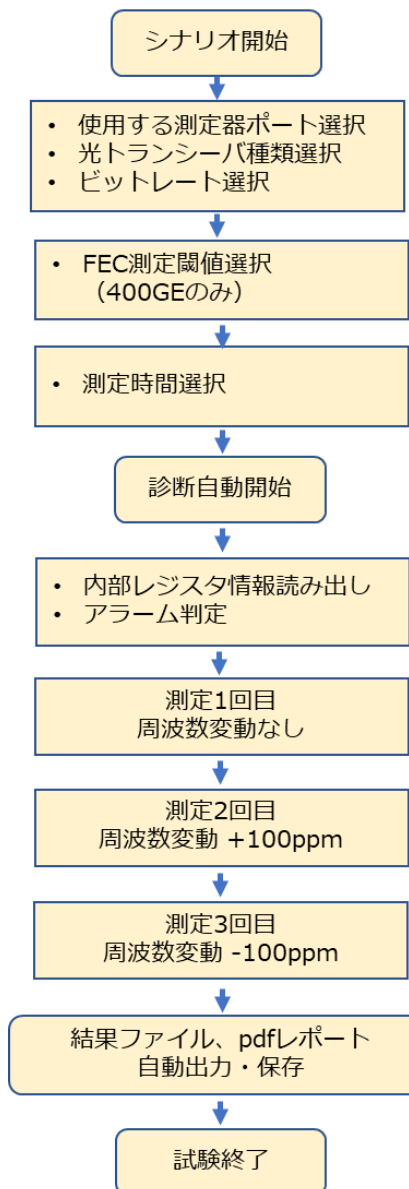 シナリオ開始
• 使用する測定器ポート選択
• 光トランシーバ種類選択
• ビットレート選択
• FEC測定閾値選択
（400GEのみ）
• 測定時間選択
診断自動開始
• 内部レジスタ情報読み出し
• アラーム判定
測定1回目
周波数変動なし
測定2回目
周波数変動 +100ppm
測定3回目
周波数変動 -100ppm
結果ファイル、pdfレポート
自動出力・保存
試験終了